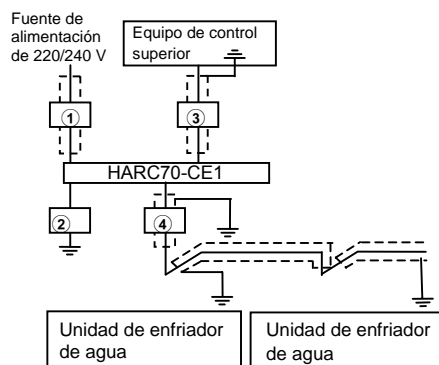 Fuente de
alimentación
de 220/240 V
Equipo de control
superior
①
③
HARC70-CE1
②
④
Unidad de enfriador
de agua
Unidad de enfriador
de agua